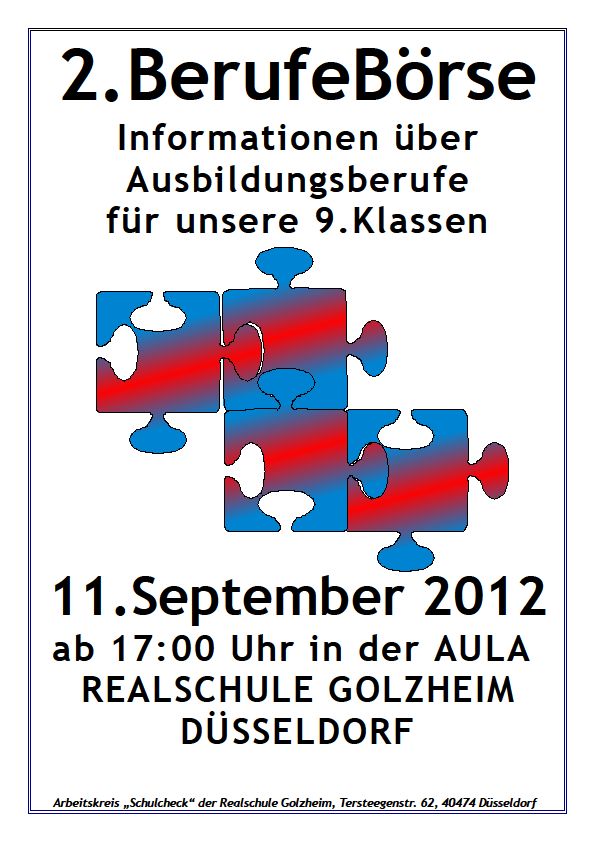 2.BerufeBörse
Informationen über
Ausbildungsberufe
für unsere 9.Klassen
11.September 2012
ab 17:00 Uhr in der AULA
REALSCHULE GOLZHEIM
DÜSSELDORF
Arbeitskreis „Schulcheck“ der Realschule Golzheim, Tersteegenstr. 62, 40474 Düsseldorf